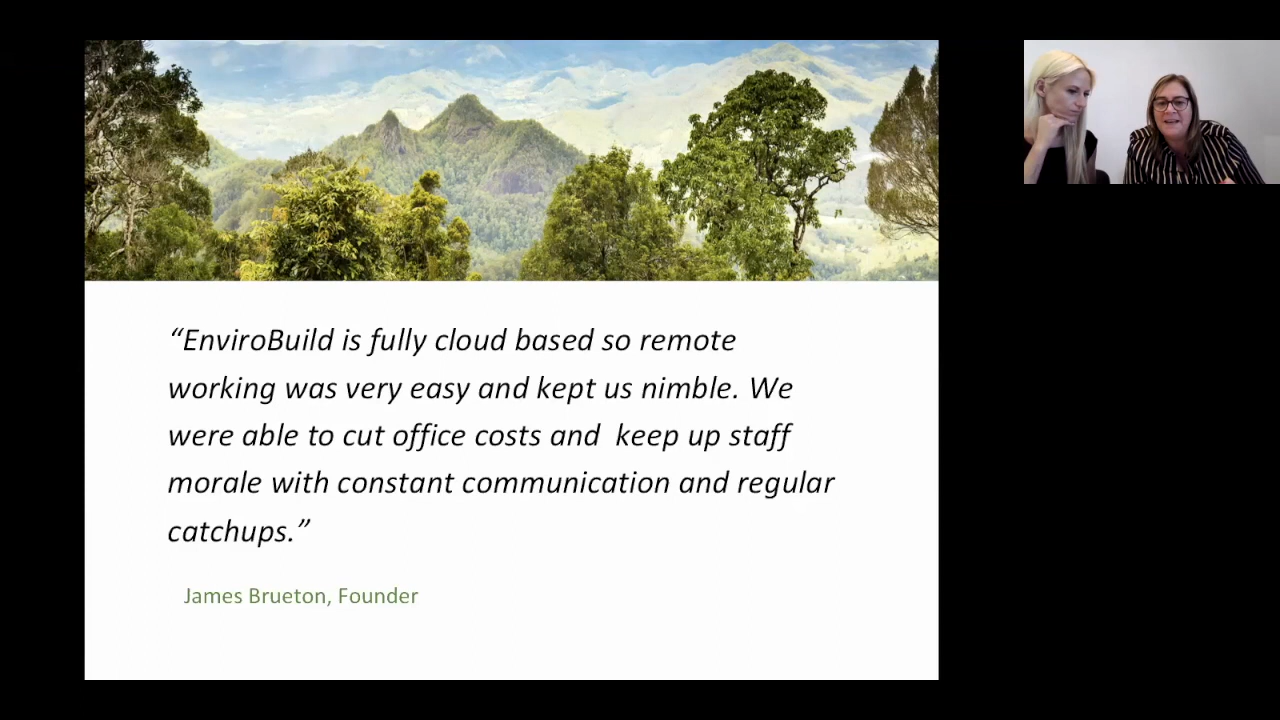 “EnviroBuild is fully cloud based so remote
working was very easy and kept us nimble. We
were able to cut office costs and  keep up staff
morale with constant communication and regular
catchups.”
James Brueton, Founder